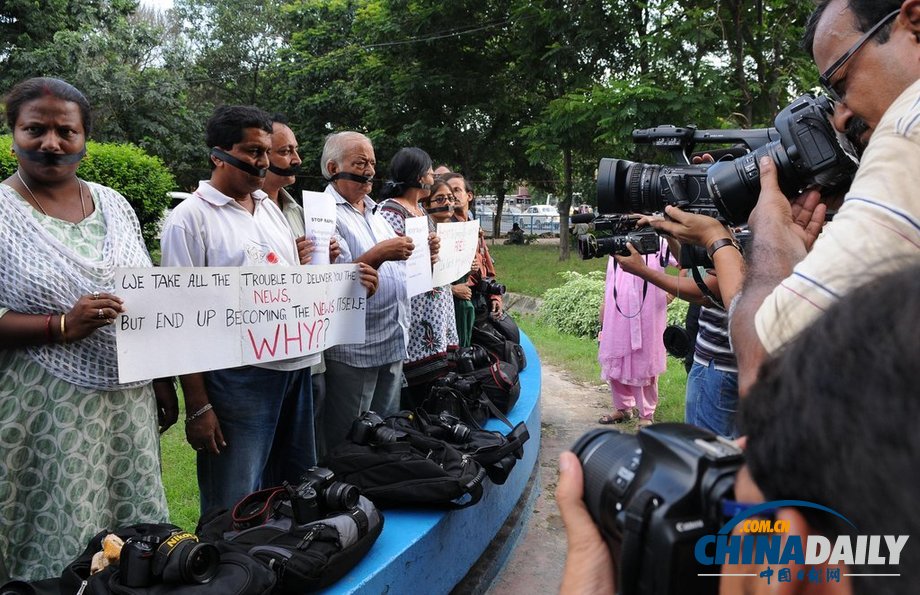 WE TAKE ALL THE TROUBLE TO DELIVER YOU THE
NEWS,
BUT END UP BECOMING THE NEWS ITSELF.
WHY??
STOP
Nikon
Canon
.COM.CN
CHINADAILY
中国日报网